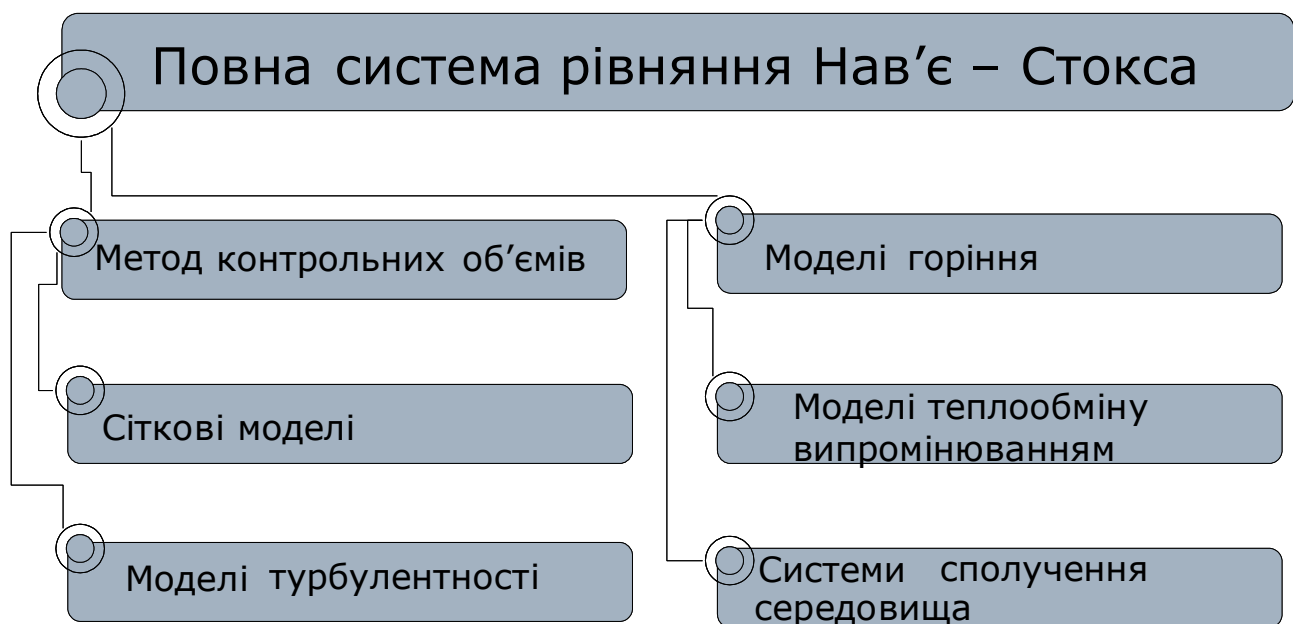 Повна система рівняння Нав’є – Стокса
Метод контрольних об’ємів
Сіткові моделі
Моделі турбулентності
Моделі горіння
Моделі теплообміну
випромінюванням
Системи сполучення
середовища